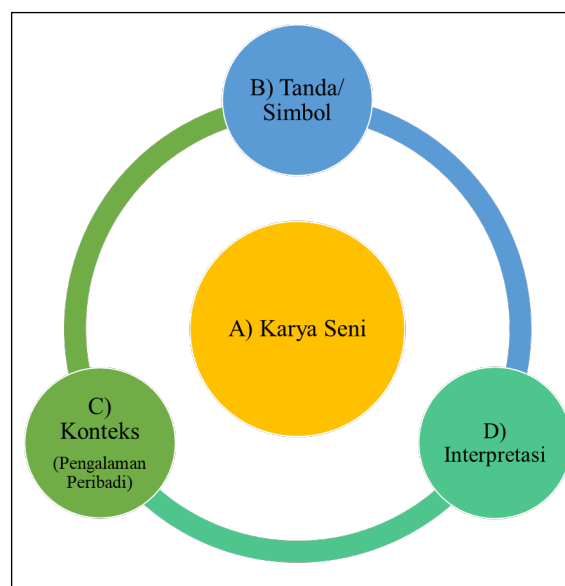 B) Tanda/
Simbol
A) Karya Seni
C)
Konteks
(Pengalaman
Peribadi)
D)
Interpretasi